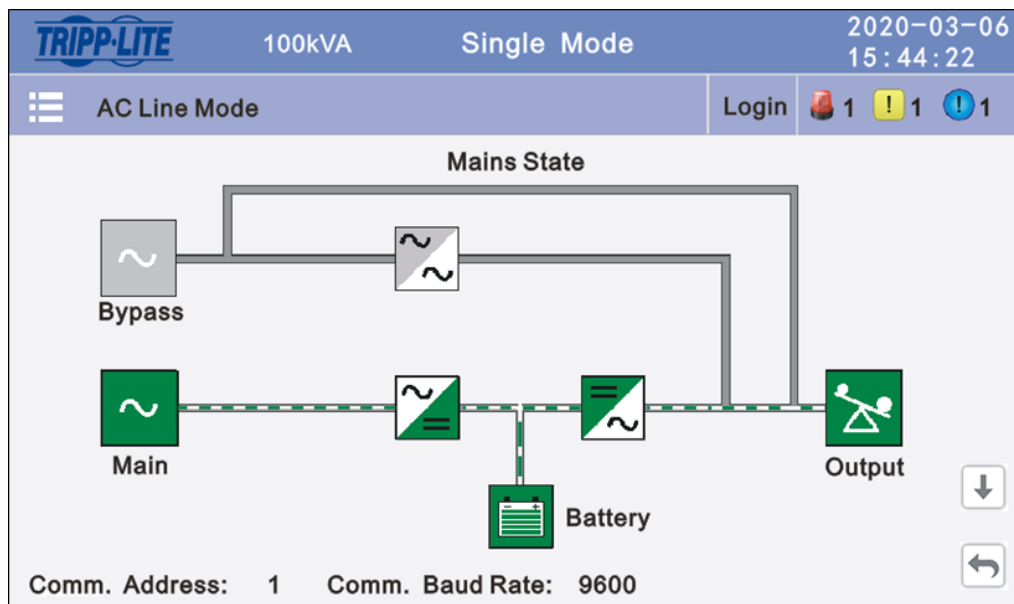 TRIPP·LITE 100kVA Single Mode 2020-03-06
15:44:22
AC Line Mode Login 1 ! 1 ! 1
Mains State
Bypass
Main
Output
- +
Battery
Comm. Address: 1 Comm. Baud Rate: 9600